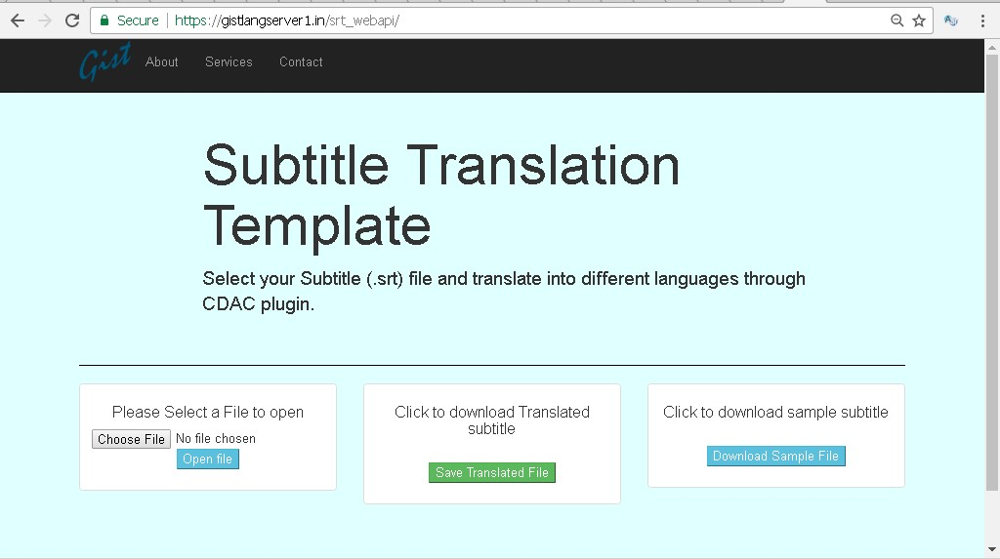 Secure https://gistlangserver1.in/srt_webapi/
Gist About Services Contact
Subtitle Translation
Template
Select your Subtitle (.srt) file and translate into different languages through
CDAC plugin.
Please Select a File to open
Choose File No file chosen
Open file
Click to download Translated
subtitle
Save Translated File
Click to download sample subtitle
Download Sample File